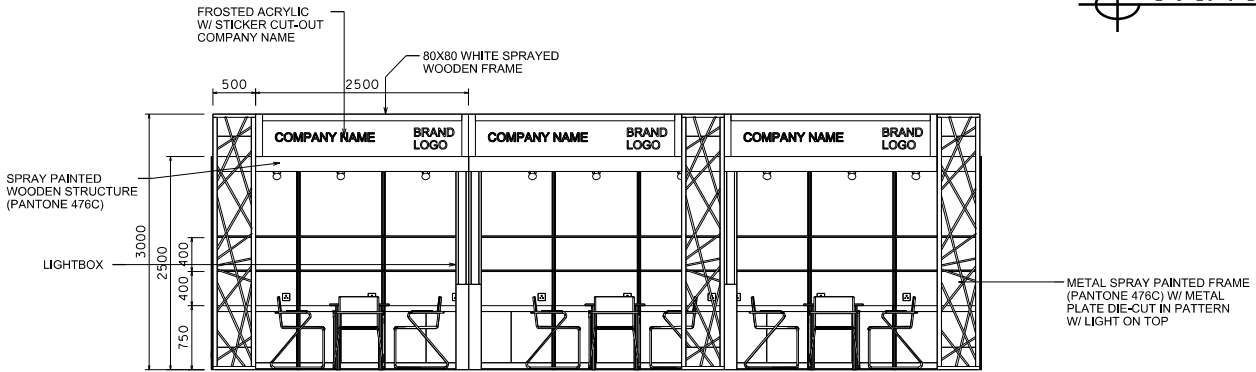 FROSTED ACRYLIC
W/ STICKER CUT-OUT
COMPANY NAME
80X80 WHITE SPRAYED
WOODEN FRAME
500
2500
COMPANY NAME
BRAND
LOGO
COMPANY NAME
BRAND
LOGO
COMPANY NAME
BRAND
LOGO
SPRAY PAINTED
WOODEN STRUCTURE
(PANTONE 476C)
3000
2500
400
400
750
LIGHTBOX
METAL SPRAY PAINTED FRAME
(PANTONE 476C) W/ METAL
PLATE DIE-CUT IN PATTERN
W/ LIGHT ON TOP